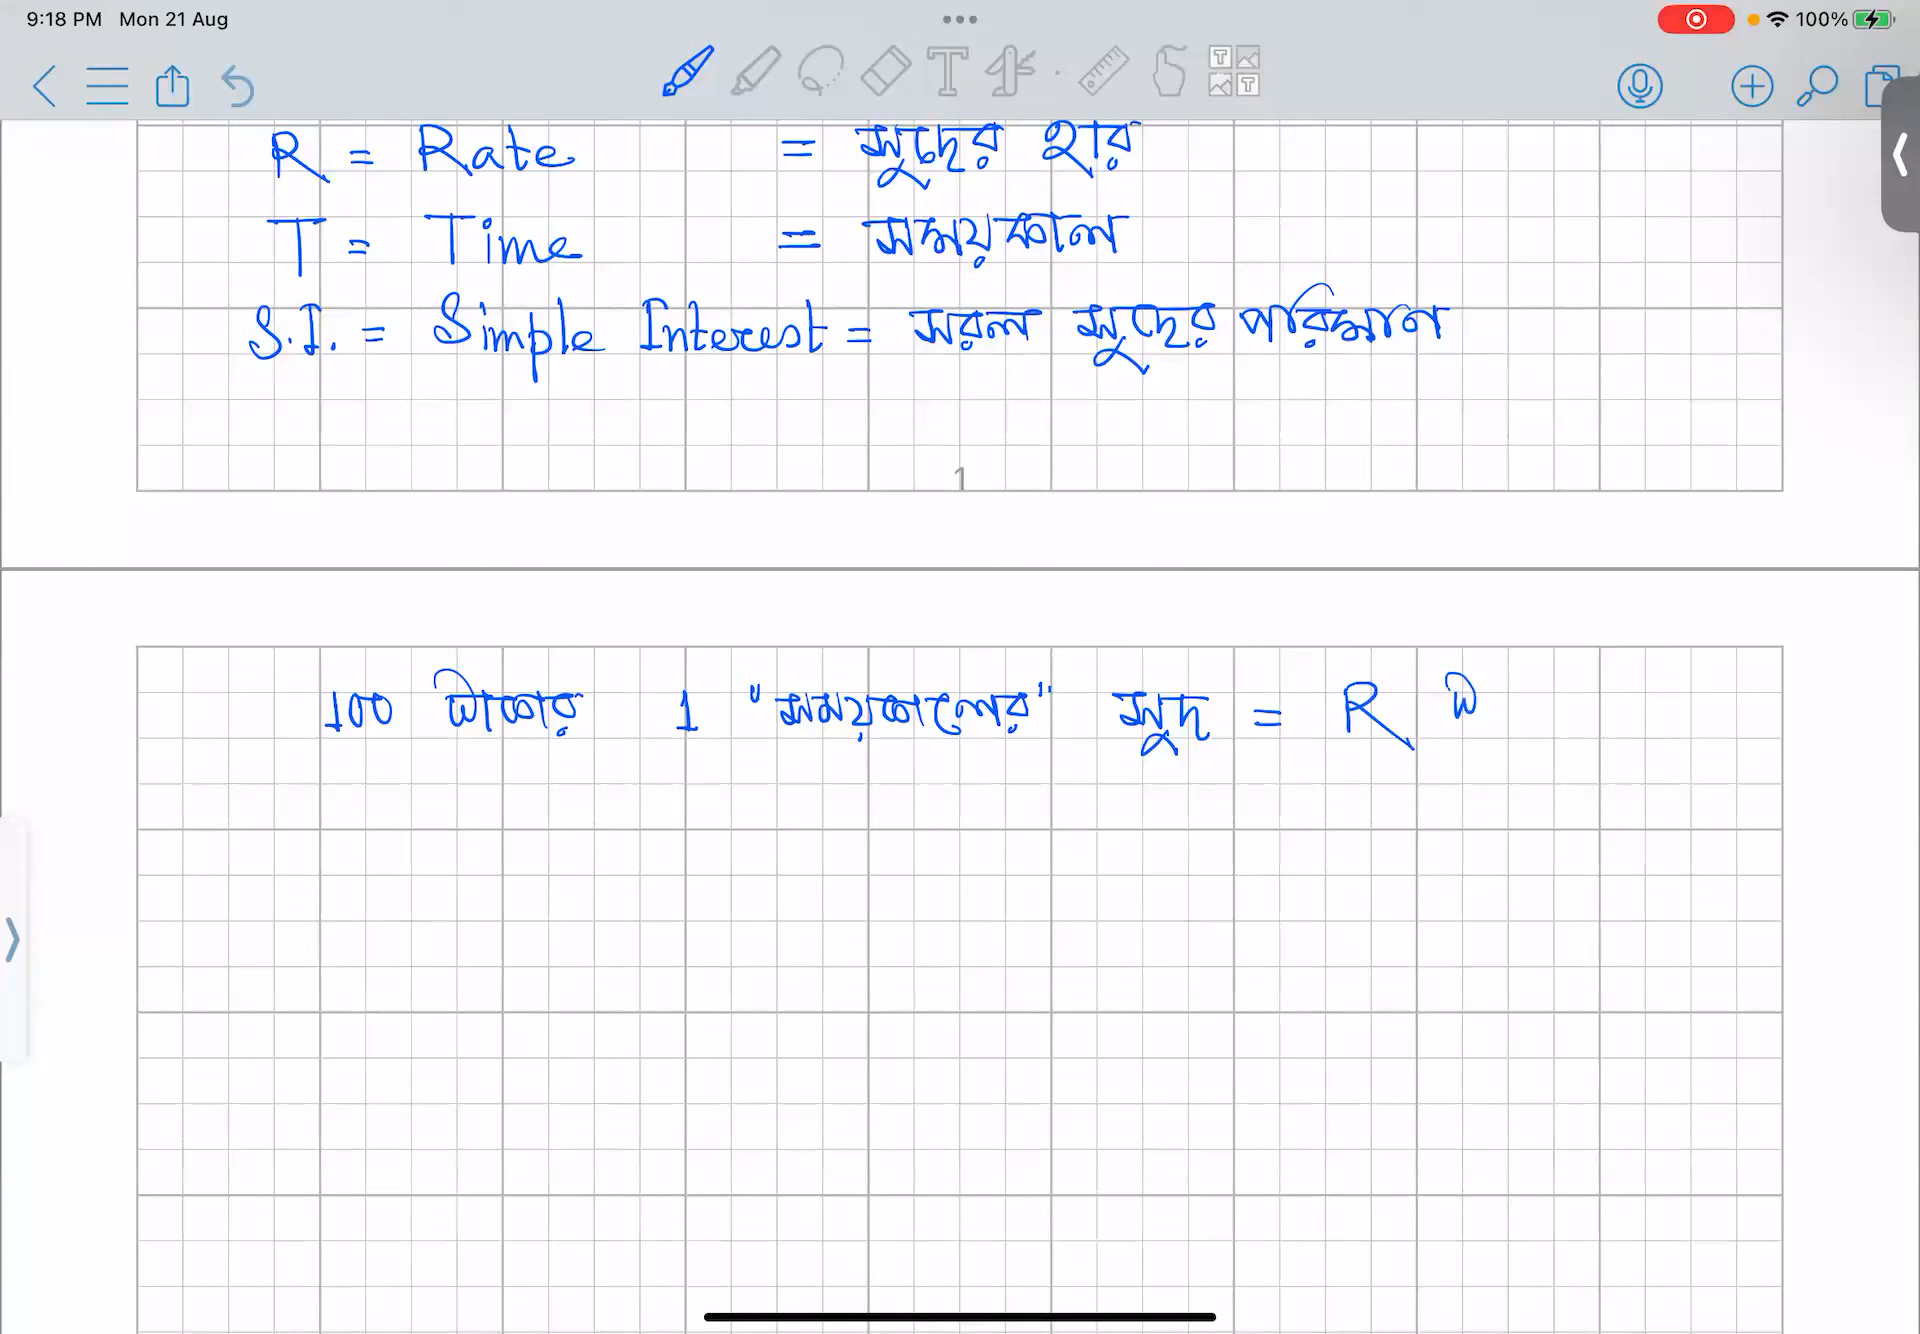 9:18 PM Mon 21 Aug
100%
R = Rate = সুদের হার
T = Time = সময়কাল
S.I. = Simple Interest = সরল সুদের পরিমাণ
1
100 টাকার 1 "সময়কালের" সুদ = R ট